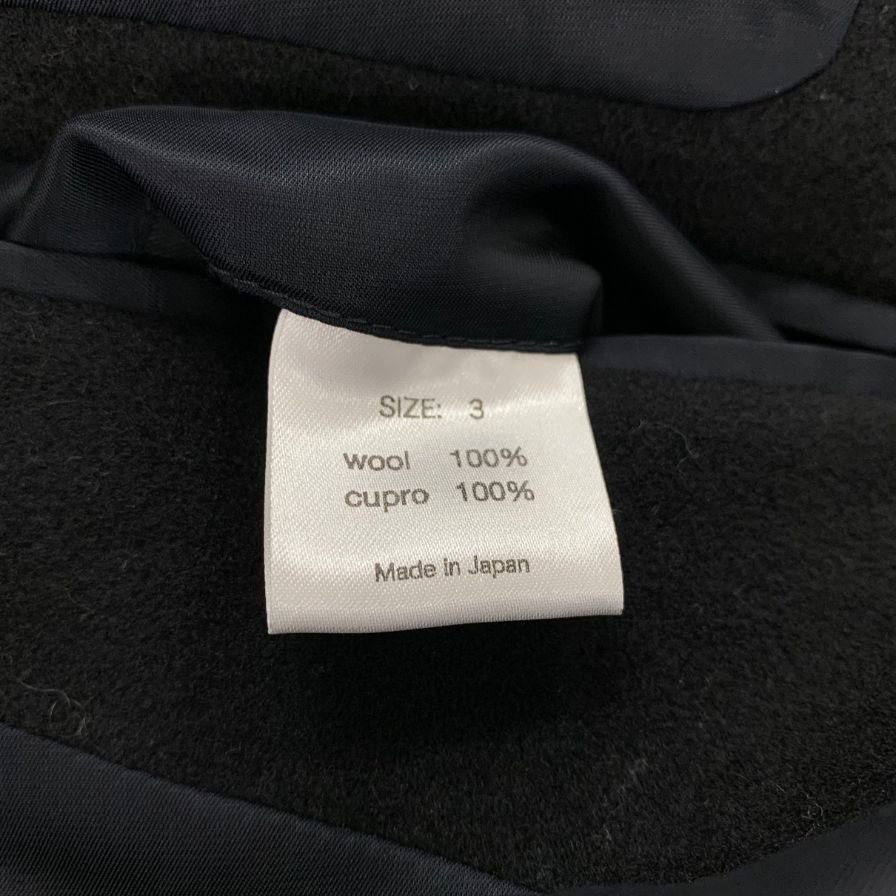 SIZE: 3
wool 100%
cupro 100%
Made in Japan